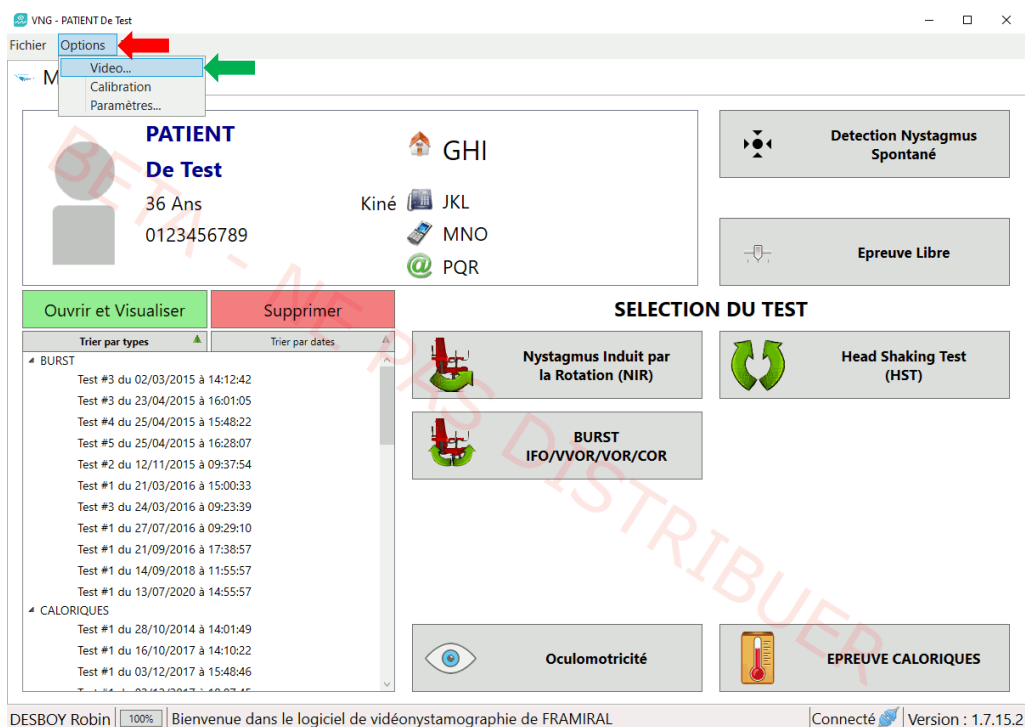 VNG - PATIENT De Test
Fichier
Options
Video...
Calibration
Paramètres...
PATIENT
De Test
36 Ans
0123456789
GHI
Kiné
JKL
MNO
PQR
Detection Nystagmus
Spontané
Epreuve Libre
Ouvrir et Visualiser
Supprimer
SELECTION DU TEST
Trier par types
Trier par dates
BURST
Test #3 du 02/03/2015 à 14:12:42
Test #3 du 23/04/2015 à 16:01:05
Test #4 du 25/04/2015 à 15:48:22
Test #5 du 25/04/2015 à 16:28:07
Test #2 du 12/11/2015 à 09:37:54
Test #1 du 21/03/2016 à 15:00:33
Test #3 du 24/03/2016 à 09:23:39
Test #1 du 27/07/2016 à 09:29:10
Test #1 du 21/09/2016 à 17:38:57
Test #1 du 14/09/2018 à 11:55:57
Test #1 du 13/07/2020 à 14:55:57
CALORIQUES
Test #1 du 28/10/2014 à 14:01:49
Test #1 du 16/10/2017 à 14:10:22
Test #1 du 03/12/2017 à 15:48:46
Nystagmus Induit par
la Rotation (NIR)
Head Shaking Test
(HST)
BURST
IFO/VVOR/VOR/COR
Oculomotricité
EPREUVE CALORIQUES
BETA - NE PAS DISTRIBUER
DESBOY Robin
100%
Bienvenue dans le logiciel de vidéonystamographie de FRAMIRAL
Connecté
Version : 1.7.15.2